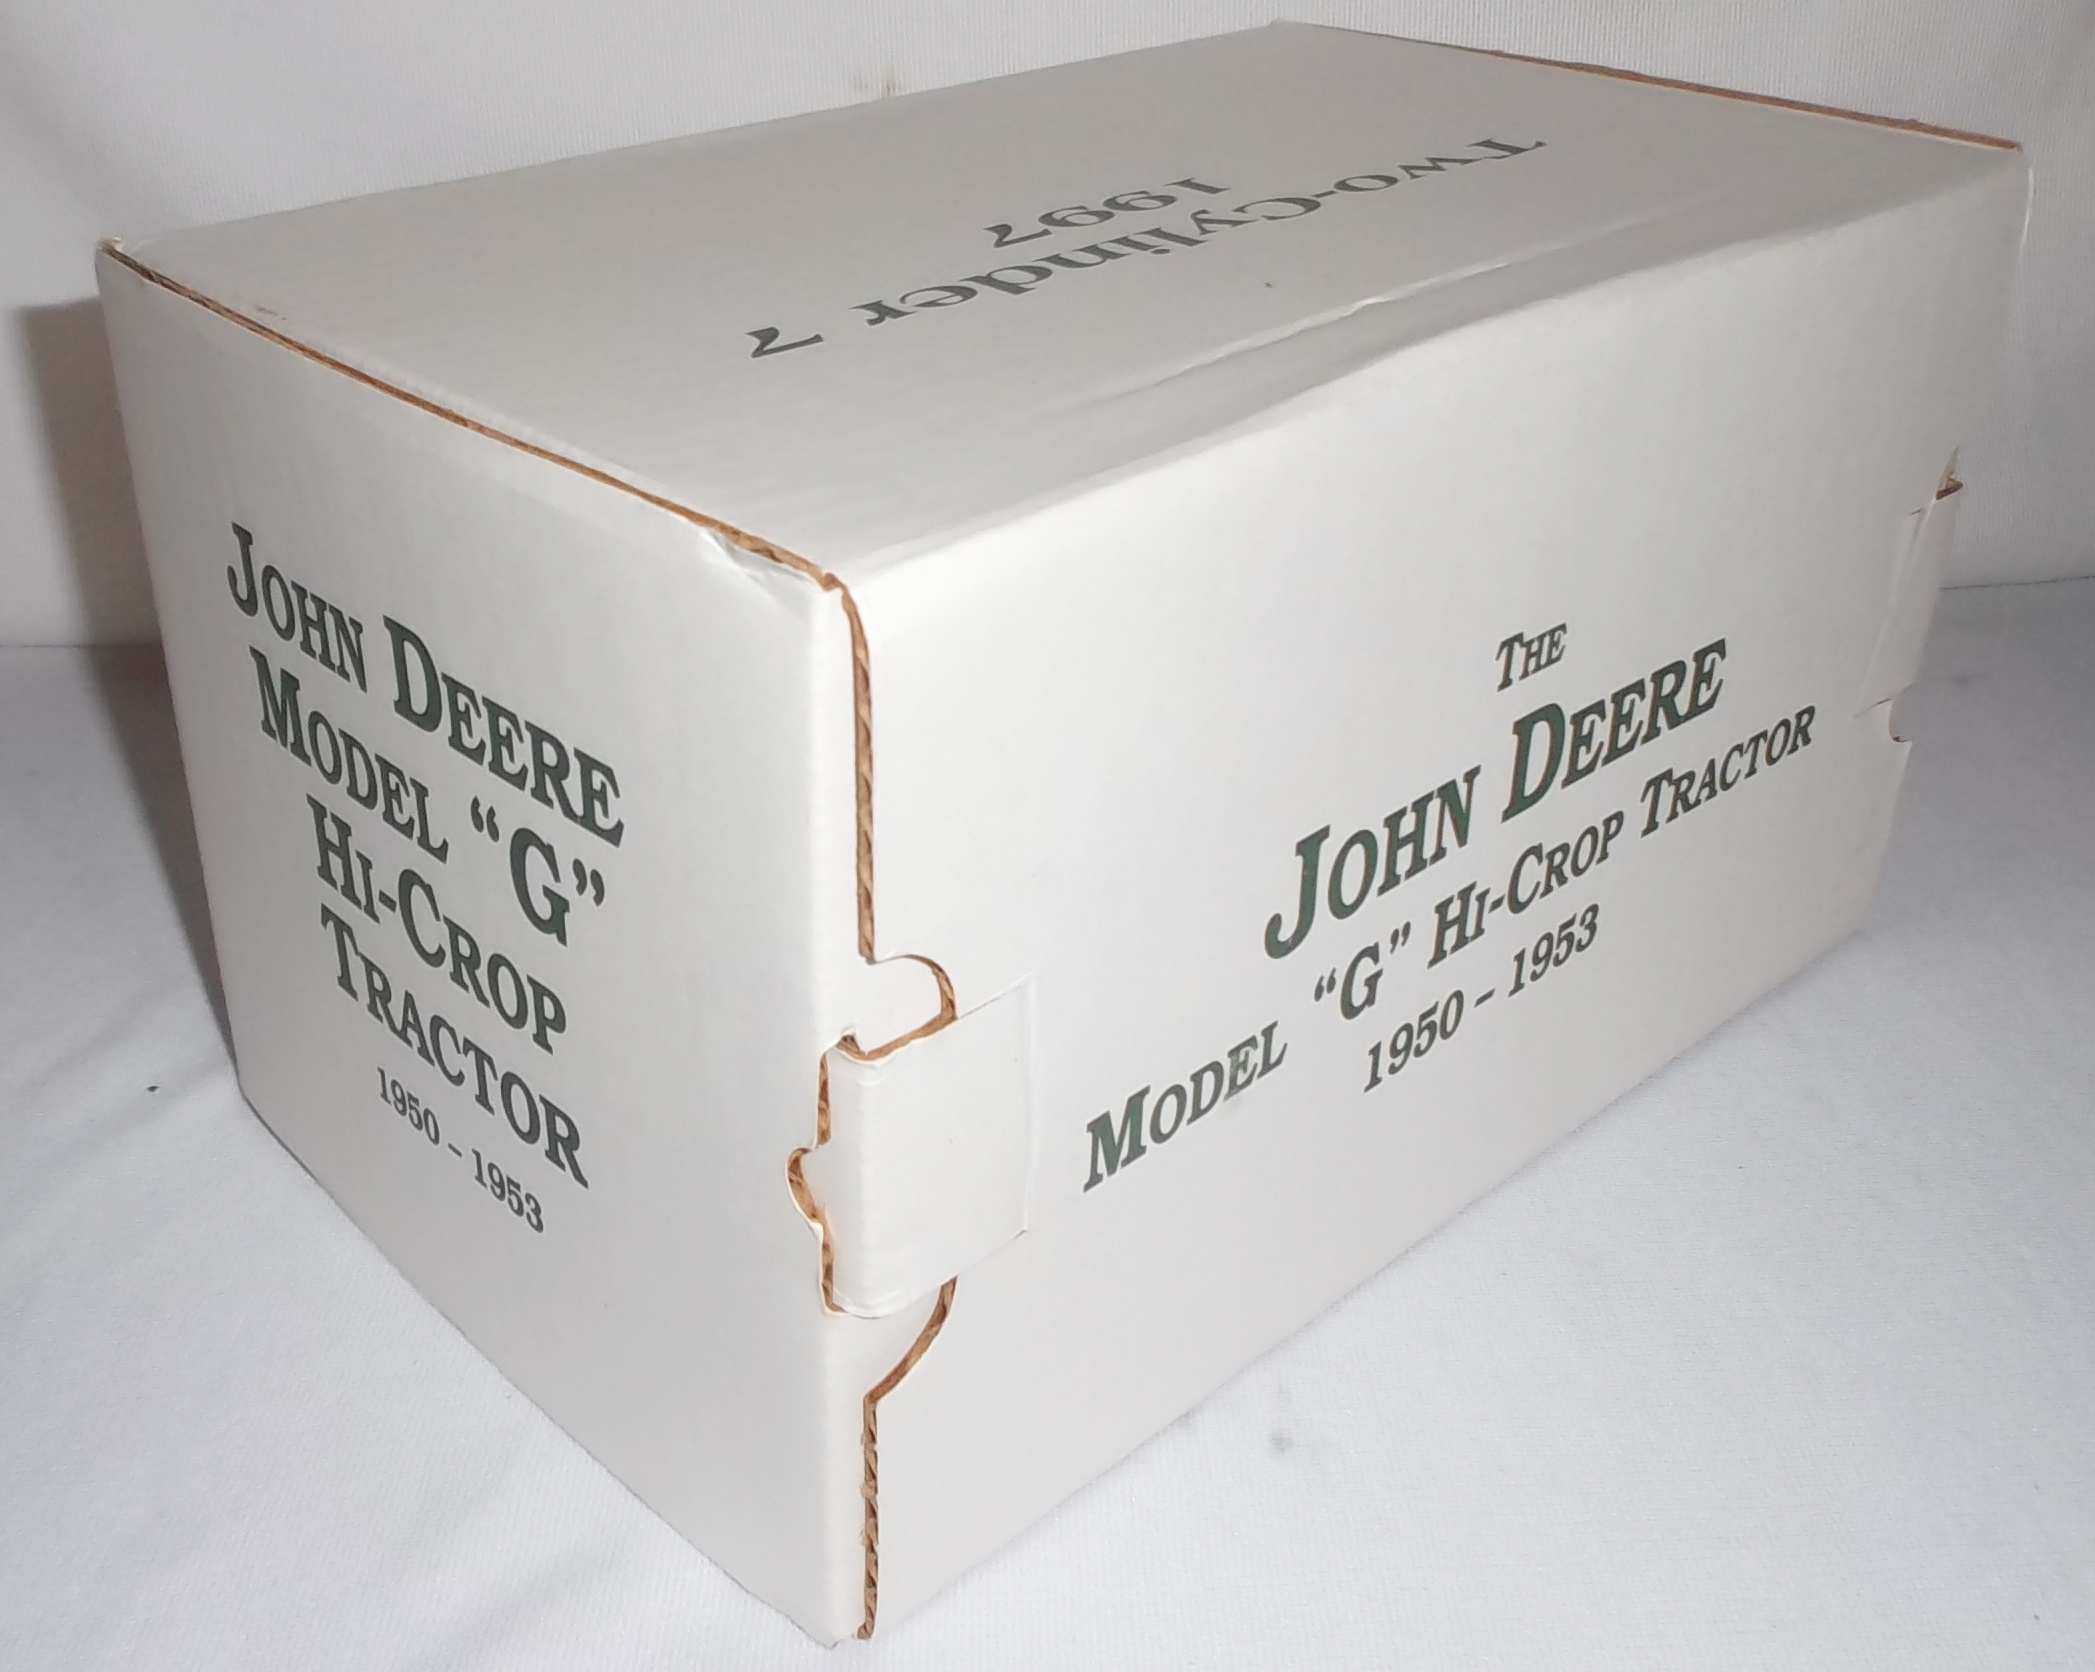 Two-Cylinder 7
1997
JOHN DEERE
MODEL “G”
HI-CROP
TRACTOR
1950 – 1953
THE
JOHN DEERE
MODEL “G” HI-CROP TRACTOR
1950 – 1953